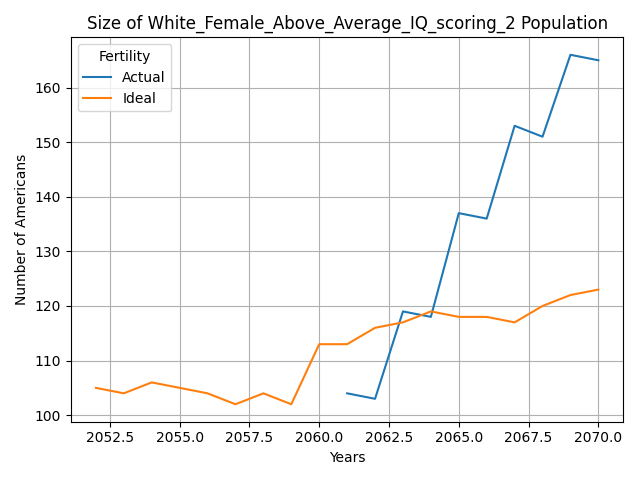 Size of White_Female_Above_Average_IQ_scoring_2 Population
Fertility
Actual
Ideal
Number of Americans
160
150
140
130
120
110
100
2052.5 2055.0 2057.5 2060.0 2062.5 2065.0 2067.5 2070.0
Years